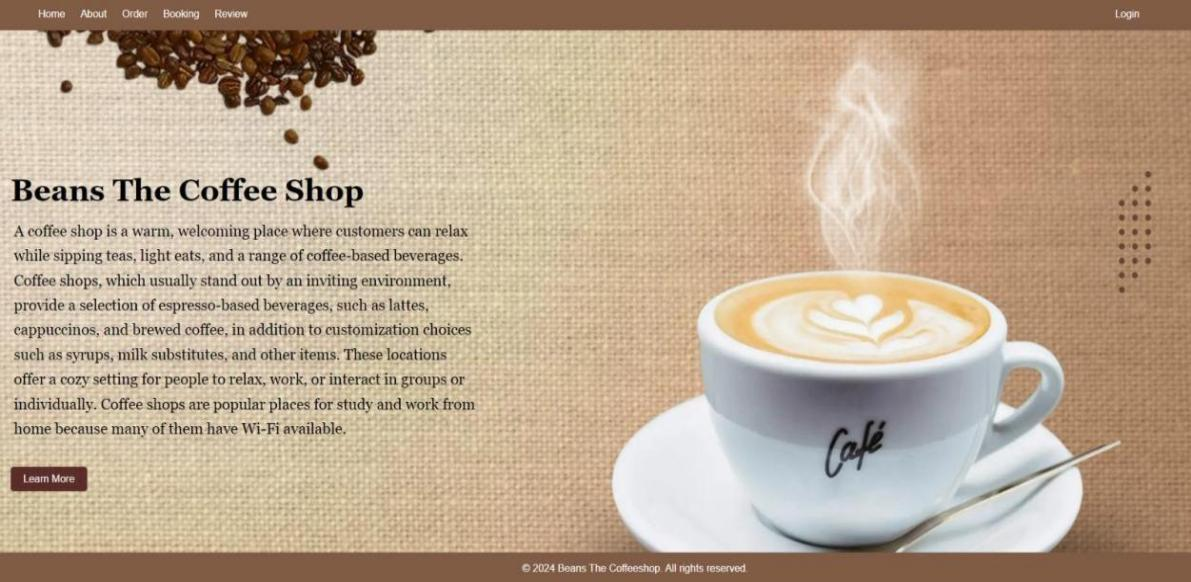 Home About Order Booking Review Login
Beans The Coffee Shop
A coffee shop is a warm, welcoming place where customers can relax
while sipping teas, light eats, and a range of coffee-based beverages.
Coffee shops, which usually stand out by an inviting environment,
provide a selection of espresso-based beverages, such as lattes,
cappuccinos, and brewed coffee, in addition to customization choices
such as syrups, milk substitutes, and other items. These locations
offer a cozy setting for people to relax, work, or interact in groups or
individually. Coffee shops are popular places for study and work from
home because many of them have Wi-Fi available.
Café
Learn More
© 2024 Beans The Coffeeshop. All rights reserved.